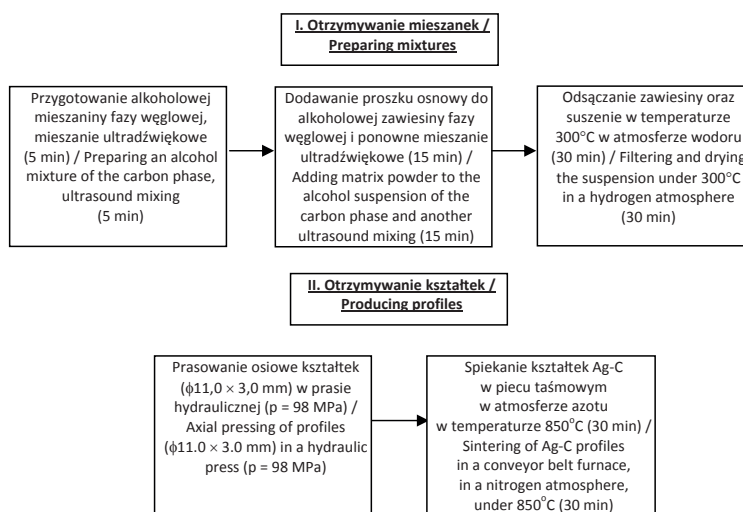 I. Otrzymywanie mieszanek /
Preparing mixtures
Przygotowanie alkoholowej
mieszaniny fazy węglowej,
mieszanie ultradźwiękowe
(5 min) / Preparing an alcohol
mixture of the carbon phase,
ultrasound mixing
(5 min)
Dodawanie proszku osnowy do
alkoholowej zawiesiny fazy
węglowej i ponowne mieszanie
ultradźwiękowe (15 min) /
Adding matrix powder to the
alcohol suspension of the
carbon phase and another
ultrasound mixing (15 min)
Odsączanie zawiesiny oraz
suszenie w temperaturze
300°C w atmosferze wodoru
(30 min) / Filtering and drying
the suspension under 300°C
in a hydrogen atmosphere
(30 min)
II. Otrzymywanie kształtek /
Producing profiles
Prasowanie osiowe kształtek
(ϕ11,0 × 3,0 mm) w prasie
hydraulicznej (p = 98 MPa) /
Axial pressing of profiles
(ϕ11.0 × 3.0 mm) in a hydraulic
press (p = 98 MPa)
Spiekanie kształtek Ag-C
w piecu taśmowym
w atmosferze azotu
w temperaturze 850°C (30 min) /
Sintering of Ag-C profiles
in a conveyor belt furnace,
in a nitrogen atmosphere,
under 850°C (30 min)